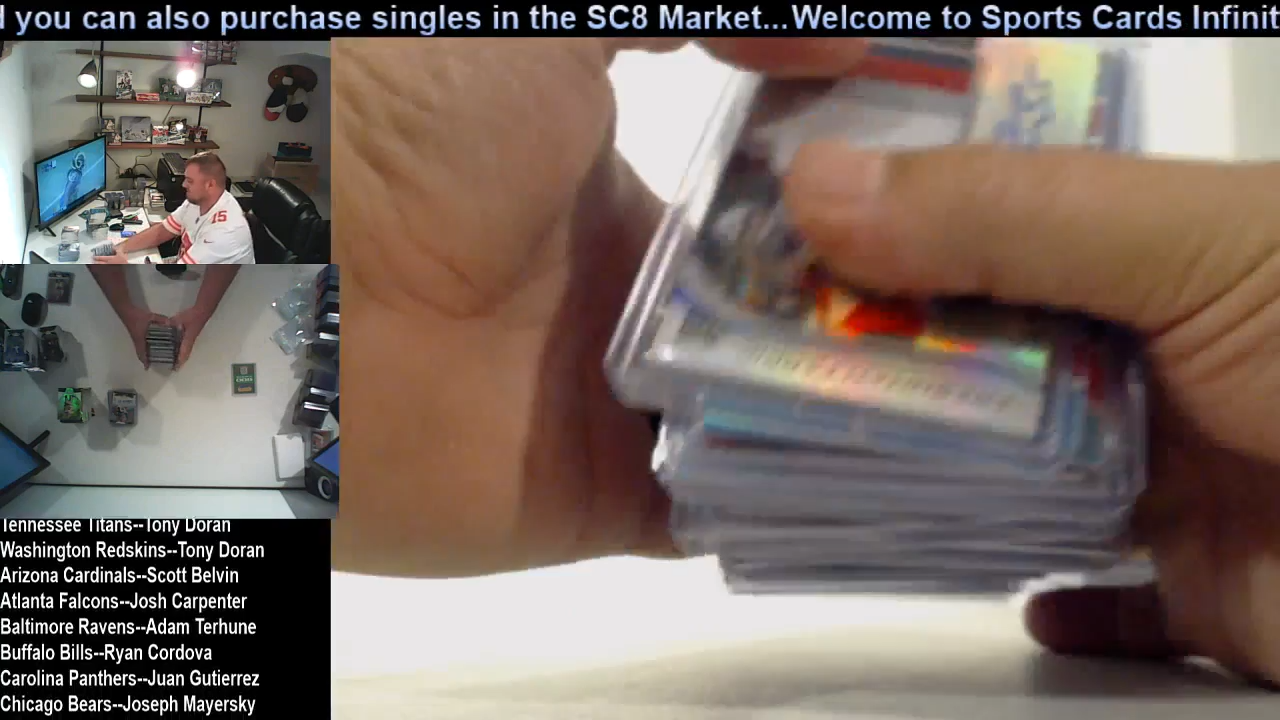 d you can also purchase singles in the SC8 Market...Welcome to Sports Cards Infinit
15
Tennessee Titans--Tony Doran
Washington Redskins--Tony Doran
Arizona Cardinals--Scott Belvin
Atlanta Falcons--Josh Carpenter
Baltimore Ravens--Adam Terhune
Buffalo Bills--Ryan Cordova
Carolina Panthers--Juan Gutierrez
Chicago Bears--Joseph Mayersky